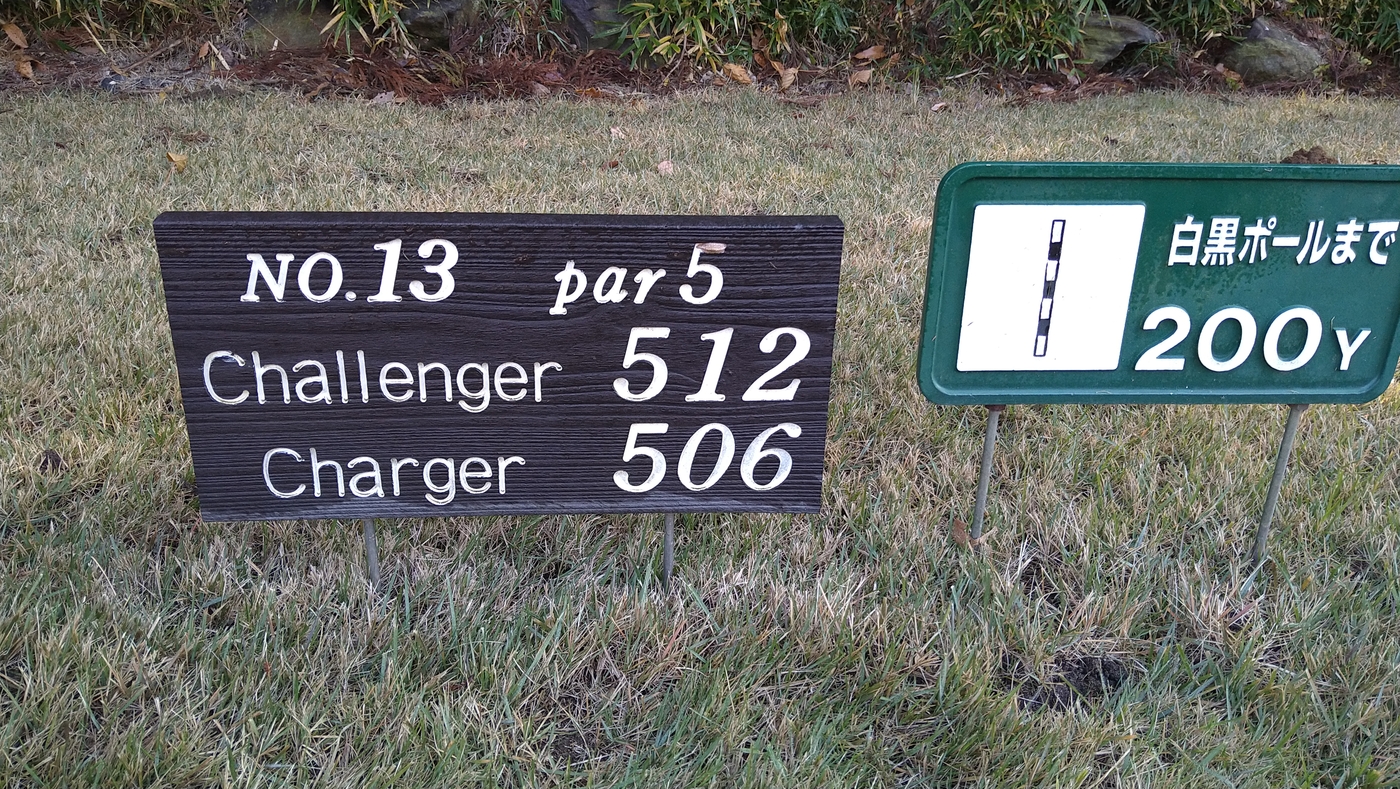 NO.13 par 5
Challenger 512
Charger 506
白黒ポールまで
200Y